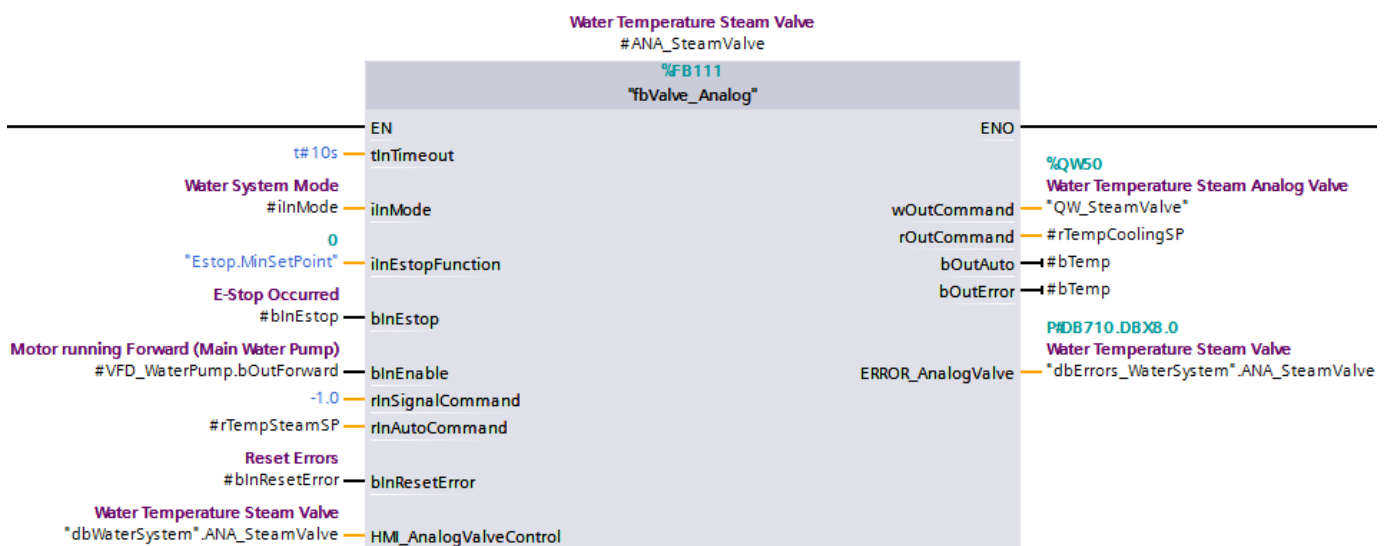 Water Temperature Steam Valve
#ANA_SteamValve
%FB111
"fbValve_Analog"
EN
ENO
t#10s
tInTimeout
%QW50
Water System Mode
Water Temperature Steam Analog Valve
#iInMode
iInMode
wOutCommand
"QW_SteamValve"
rOutCommand
#rTempCoolingSP
0
"Estop.MinSetPoint"
iInEstopFunction
bOutAuto
#bTemp
bOutError
#bTemp
E-Stop Occurred
#bInEstop
bInEstop
P#DB710.DBX8.0
Motor running Forward (Main Water Pump)
Water Temperature Steam Valve
#VFD_WaterPump.bOutForward
bInEnable
ERROR_AnalogValve
"dbErrors_WaterSystem".ANA_SteamValve
-1.0
rInSignalCommand
#rTempSteamSP
rInAutoCommand
Reset Errors
#bInResetError
bInResetError
Water Temperature Steam Valve
"dbWaterSystem".ANA_SteamValve
HMI_AnalogValveControl